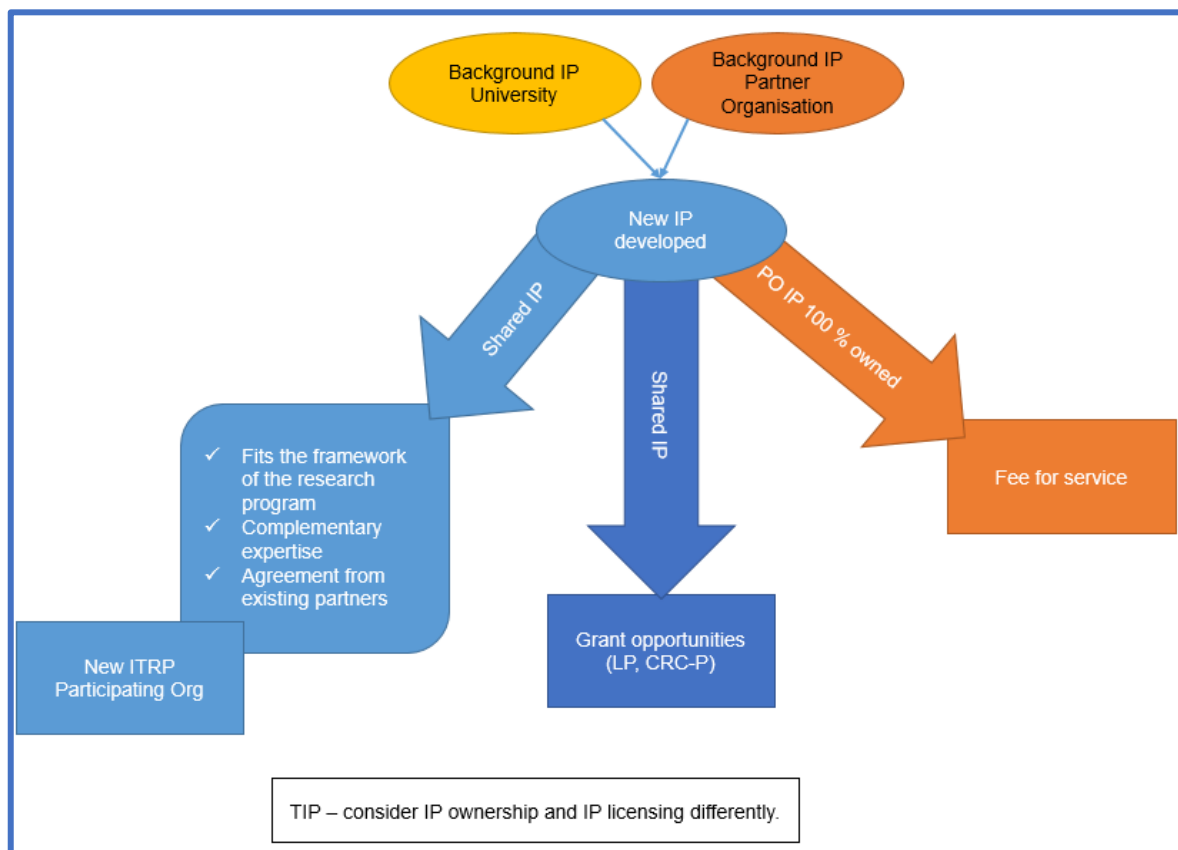 Background IP
University
Background IP
Partner
Organisation
New IP
developed
Shared IP
Shared IP
PO IP 100 % owned
✓ Fits the framework
of the research
program
✓ Complementary
expertise
✓ Agreement from
existing partners
Fee for service
New ITRP
Participating Org
Grant opportunities
(LP, CRC-P)
TIP – consider IP ownership and IP licensing differently.